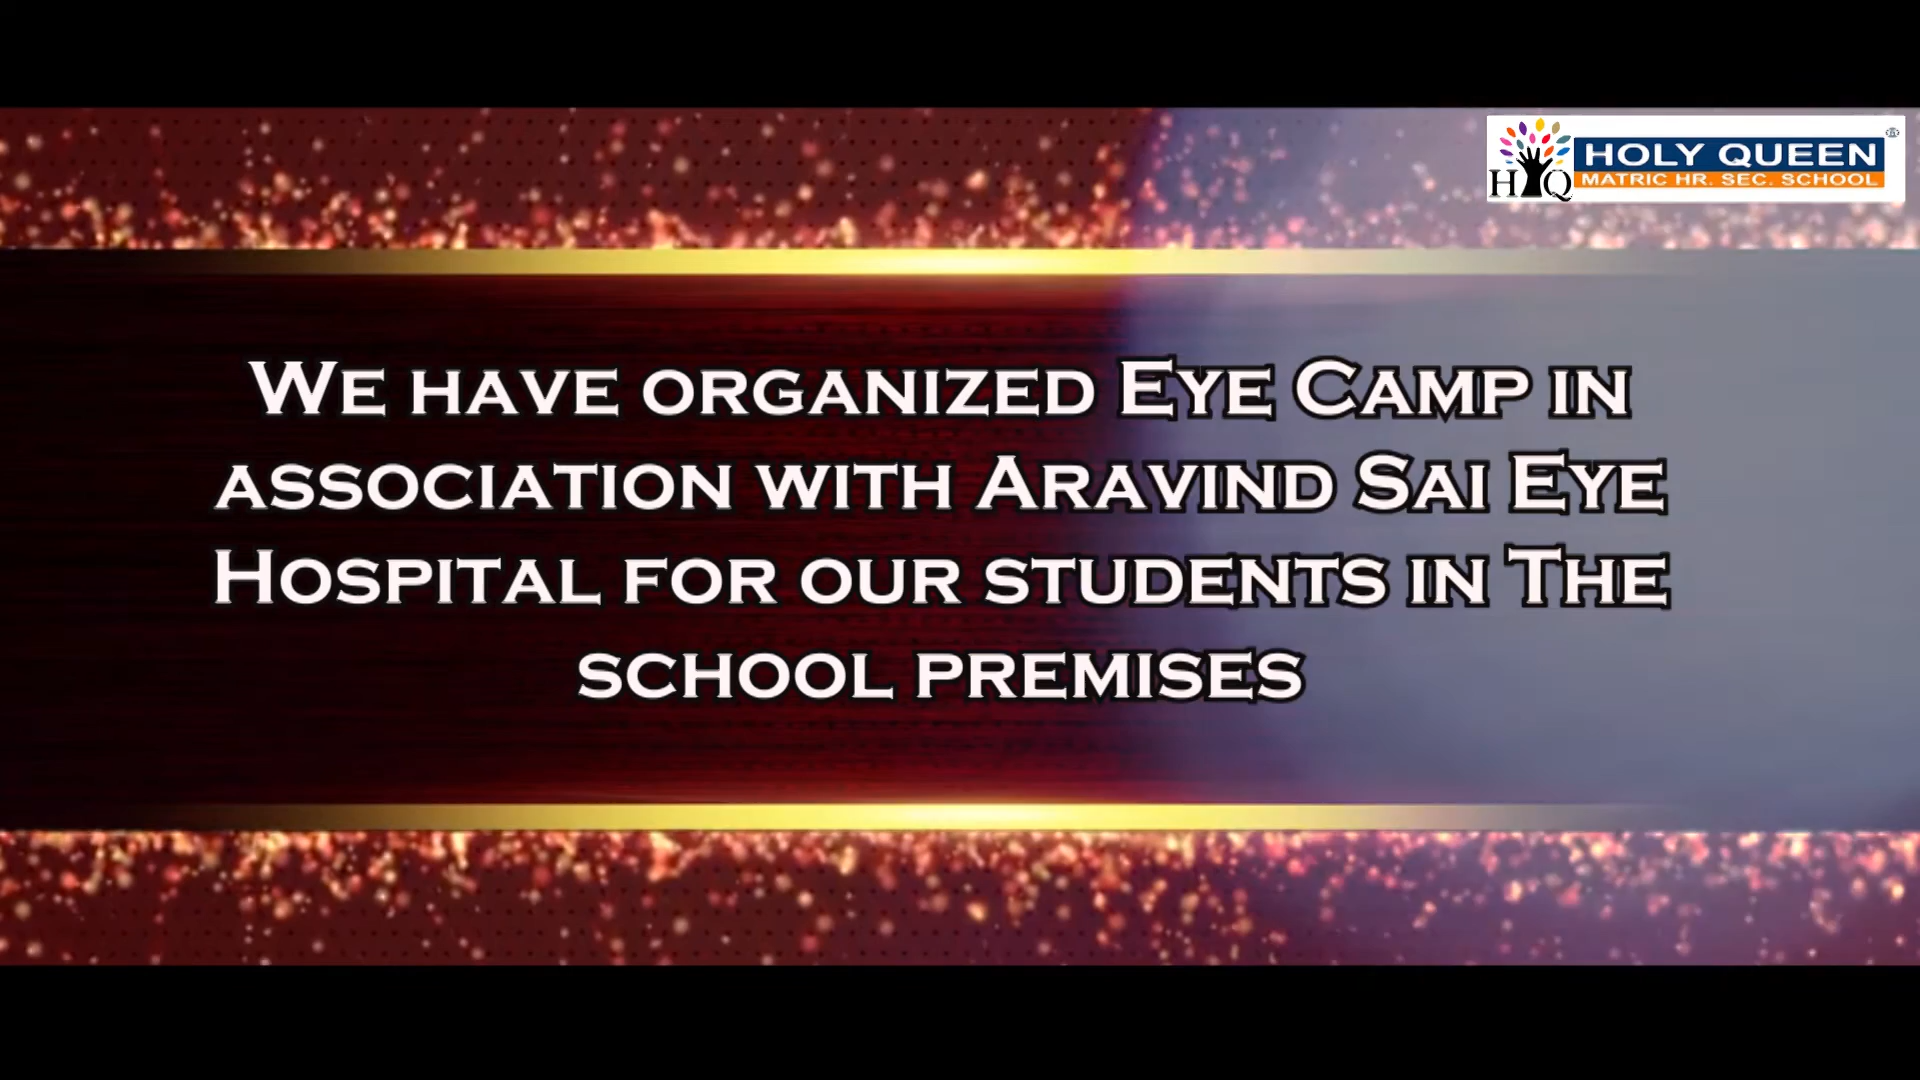 HOLY QUEEN
MATRIC HR. SEC. SCHOOL
HQ
We have organized Eye Camp in
association with Aravind Sai Eye
Hospital for our students in The
school premises